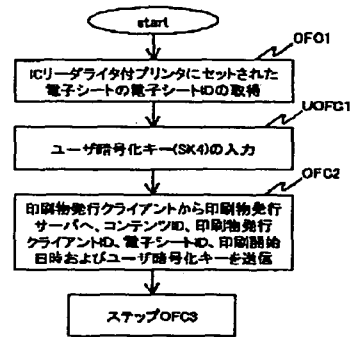 start
OFC1
ICリーダライタ付プリンタにセットされた
電子シートの電子シートIDの取得
UOFC1
ユーザ暗号化キー(SK4)の入力
OFC2
印刷物発行クライアントから印刷物発行
サーバへ、コンテンツID、印刷物発行
クライアントID、電子シートID、印刷開始
日時およびユーザ暗号化キーを送信
ステップOFC3